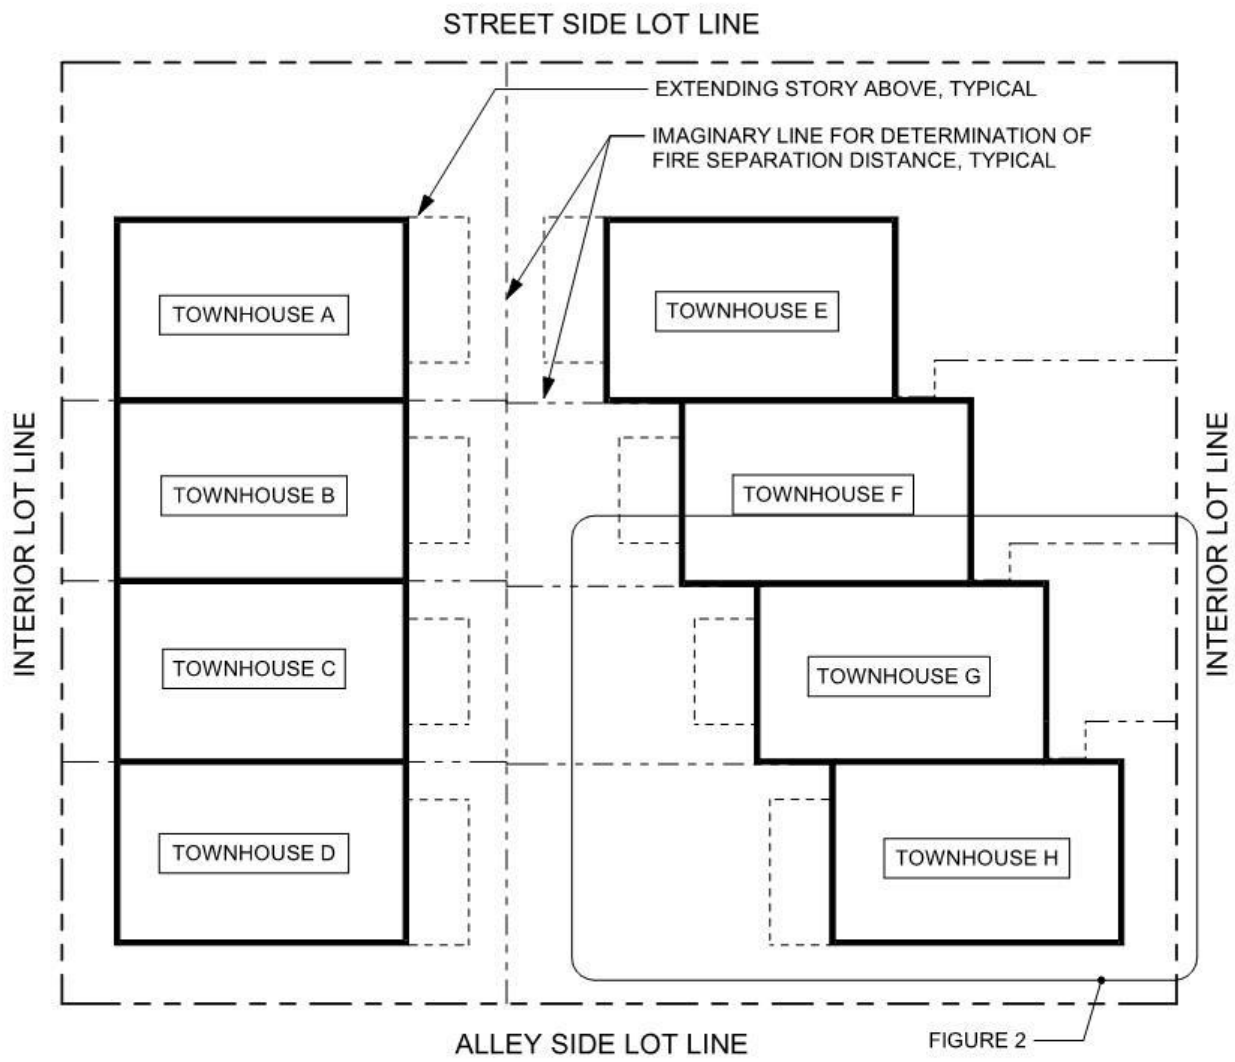 STREET SIDE LOT LINE
EXTENDING STORY ABOVE, TYPICAL
IMAGINARY LINE FOR DETERMINATION OF
FIRE SEPARATION DISTANCE, TYPICAL
TOWNHOUSE A
TOWNHOUSE E
INTERIOR LOT LINE
TOWNHOUSE B
TOWNHOUSE F
INTERIOR LOT LINE
TOWNHOUSE C
TOWNHOUSE G
TOWNHOUSE D
TOWNHOUSE H
ALLEY SIDE LOT LINE
FIGURE 2